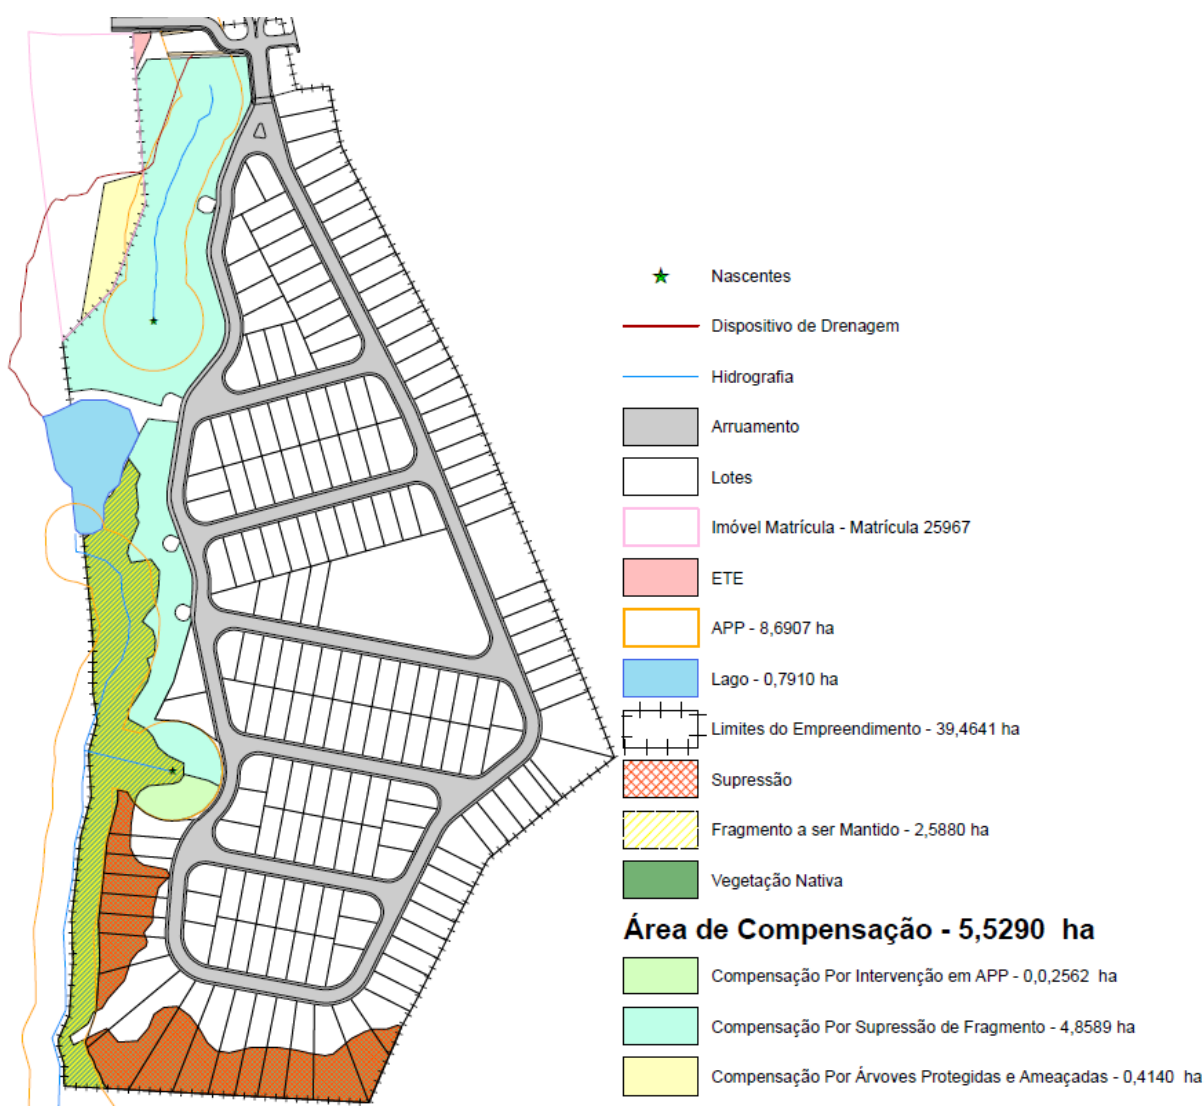 Nascentes
Dispositivo de Drenagem
Hidrografia
Arruamento
Lotes
Imóvel Matrícula - Matrícula 25967
ETE
APP - 8,6907 ha
Lago - 0,7910 ha
Limites do Empreendimento - 39,4641 ha
Supressão
Fragmento a ser Mantido - 2,5880 ha
Vegetação Nativa
Área de Compensação - 5,5290 ha
Compensação Por Intervenção em APP - 0,0,2562 ha
Compensação Por Supressão de Fragmento - 4,8589 ha
Compensação Por Árvoves Protegidas e Ameaçadas - 0,4140 ha